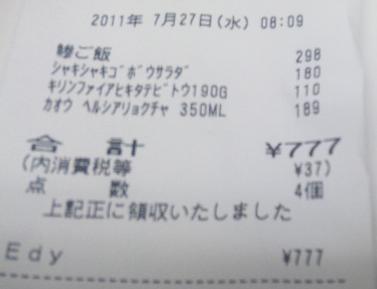 2011年 7月27日(水) 08:09
鯵ご飯 298
シャキシャキゴボウサラダ 180
キリンファイアヒキタテビトウ190G 110
カオウ ヘルシアリョクチャ 350ML 189
合 計 ¥777
(内消費税等 ¥37)
点 数 4個
上記正に領収いたしました
Edy ¥777